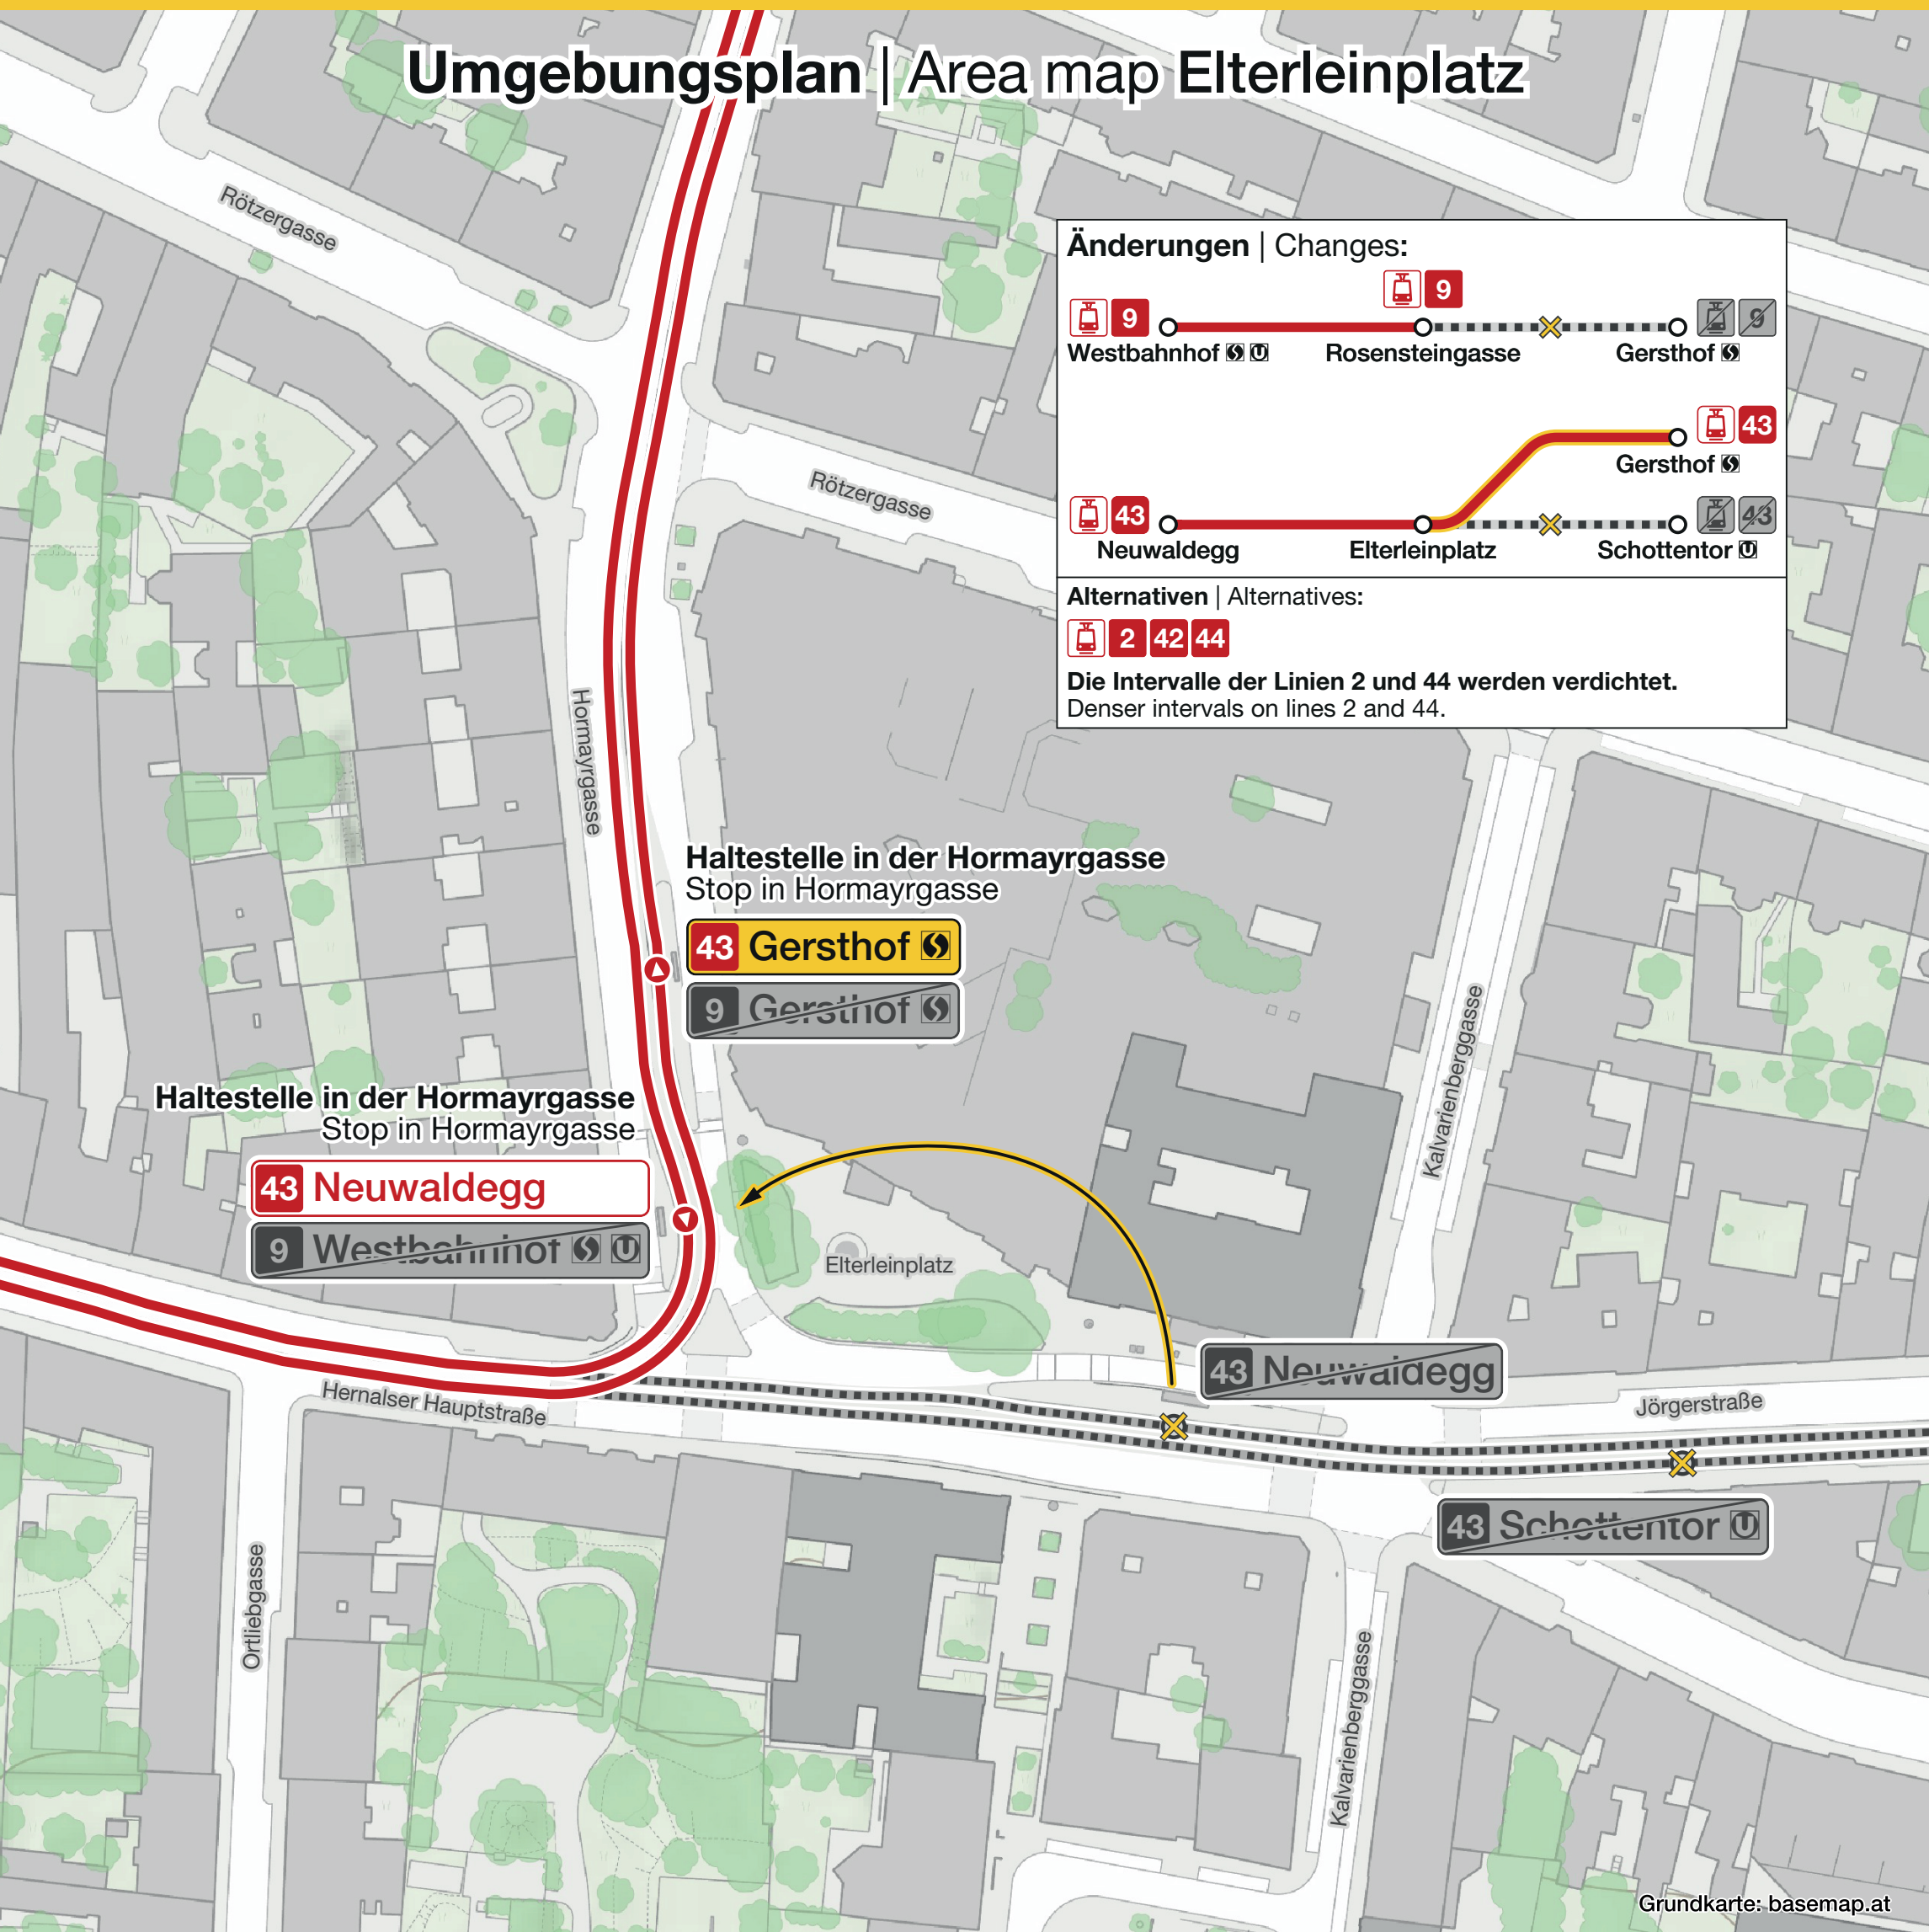 Umgebungsplan | Area map Elterleinplatz
Rötzergasse
Änderungen | Changes:
9
9
9
Westbahnhof S U
Rosensteingasse
Gersthof S
43
Gersthof S
43
43
Neuwaldegg
Elterleinplatz
Schottentor U
Alternativen | Alternatives:
2 42 44
Die Intervalle der Linien 2 und 44 werden verdichtet.
Denser intervals on lines 2 and 44.
Rötzergasse
Hormayrgasse
Haltestelle in der Hormayrgasse
Stop in Hormayrgasse
43 Gersthof S
9 Gersthof S
Kalvarienberggasse
Haltestelle in der Hormayrgasse
Stop in Hormayrgasse
43 Neuwaldegg
9 Westbahnhof S U
Elterleinplatz
43 Neuwaldegg
Hernalser Hauptstraße
Jörgerstraße
43 Schottentor U
Ortliebgasse
Kalvarienberggasse
Grundkarte: basemap.at